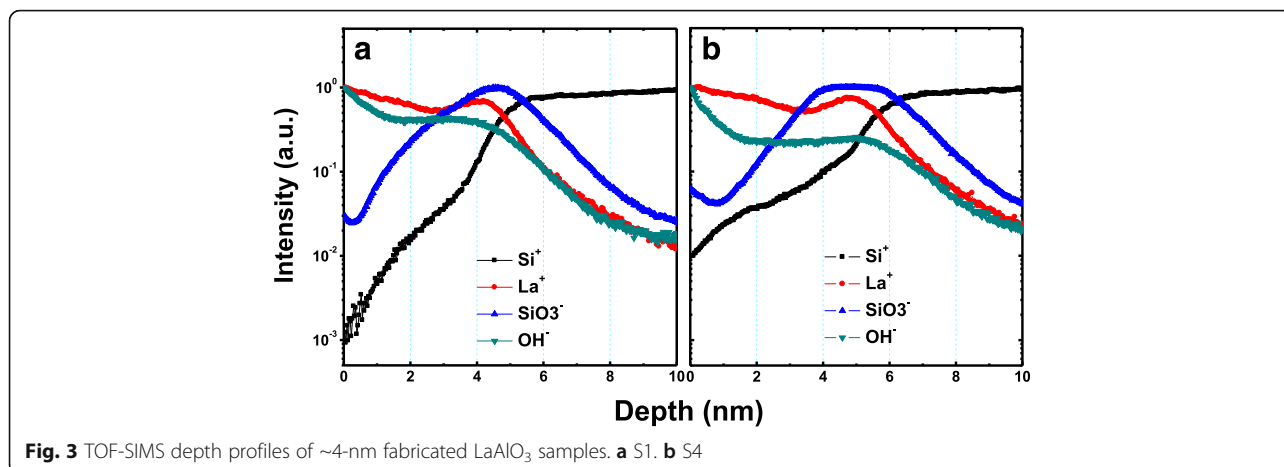 a
b
Intensity (a.u.)
10⁰
10⁻¹
10⁻²
10⁻³
Si⁺
La⁺
SiO3⁻
OH⁻
Si⁺
La⁺
SiO3⁻
OH⁻
0 2 4 6 8 10
0 2 4 6 8 10
Depth (nm)
Fig. 3 TOF-SIMS depth profiles of ~4-nm fabricated LaAlO₃ samples. a S1. b S4